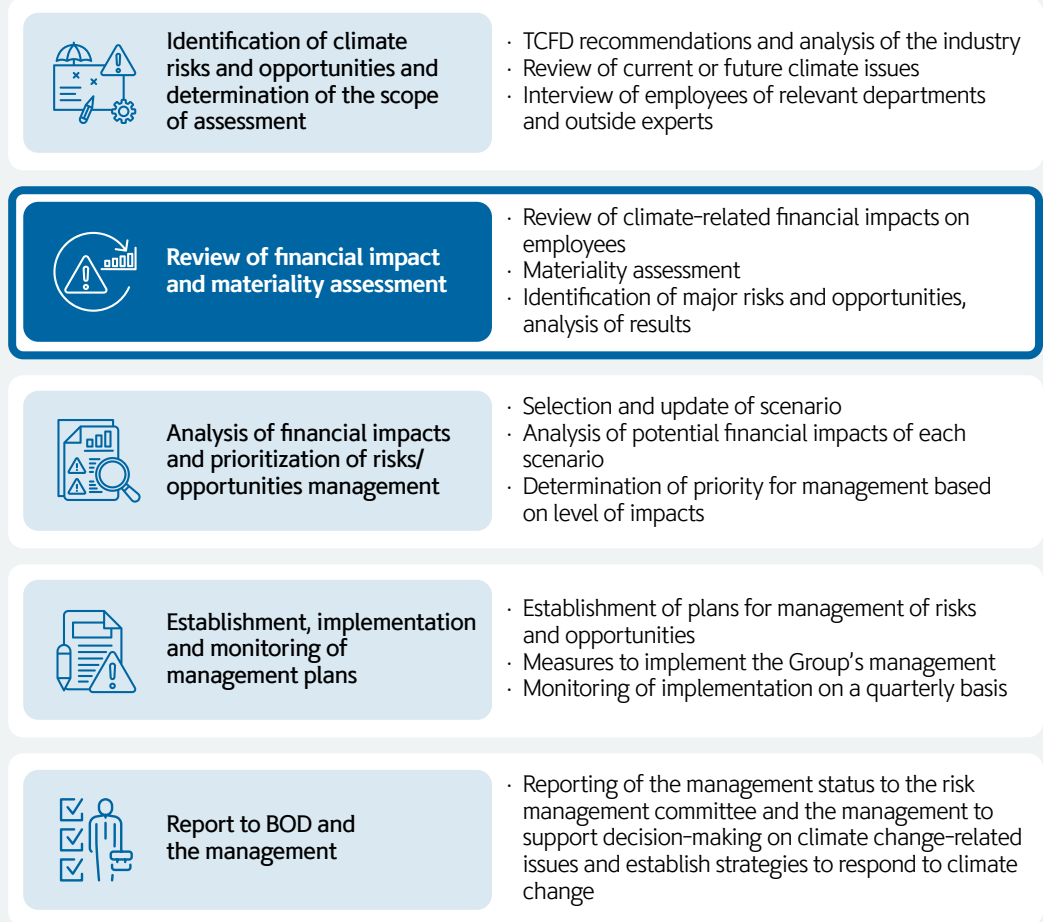 Identification of climate
risks and opportunities and
determination of the scope
of assessment
· TCFD recommendations and analysis of the industry
· Review of current or future climate issues
· Interview of employees of relevant departments
and outside experts
Review of financial impact
and materiality assessment
· Review of climate-related financial impacts on
employees
· Materiality assessment
· Identification of major risks and opportunities,
analysis of results
Analysis of financial impacts
and prioritization of risks/
opportunities management
· Selection and update of scenario
· Analysis of potential financial impacts of each
scenario
· Determination of priority for management based
on level of impacts
Establishment, implementation
and monitoring of
management plans
· Establishment of plans for management of risks
and opportunities
· Measures to implement the Group's management
· Monitoring of implementation on a quarterly basis
Report to BOD and
the management
· Reporting of the management status to the risk
management committee and the management to
support decision-making on climate change-related
issues and establish strategies to respond to climate
change